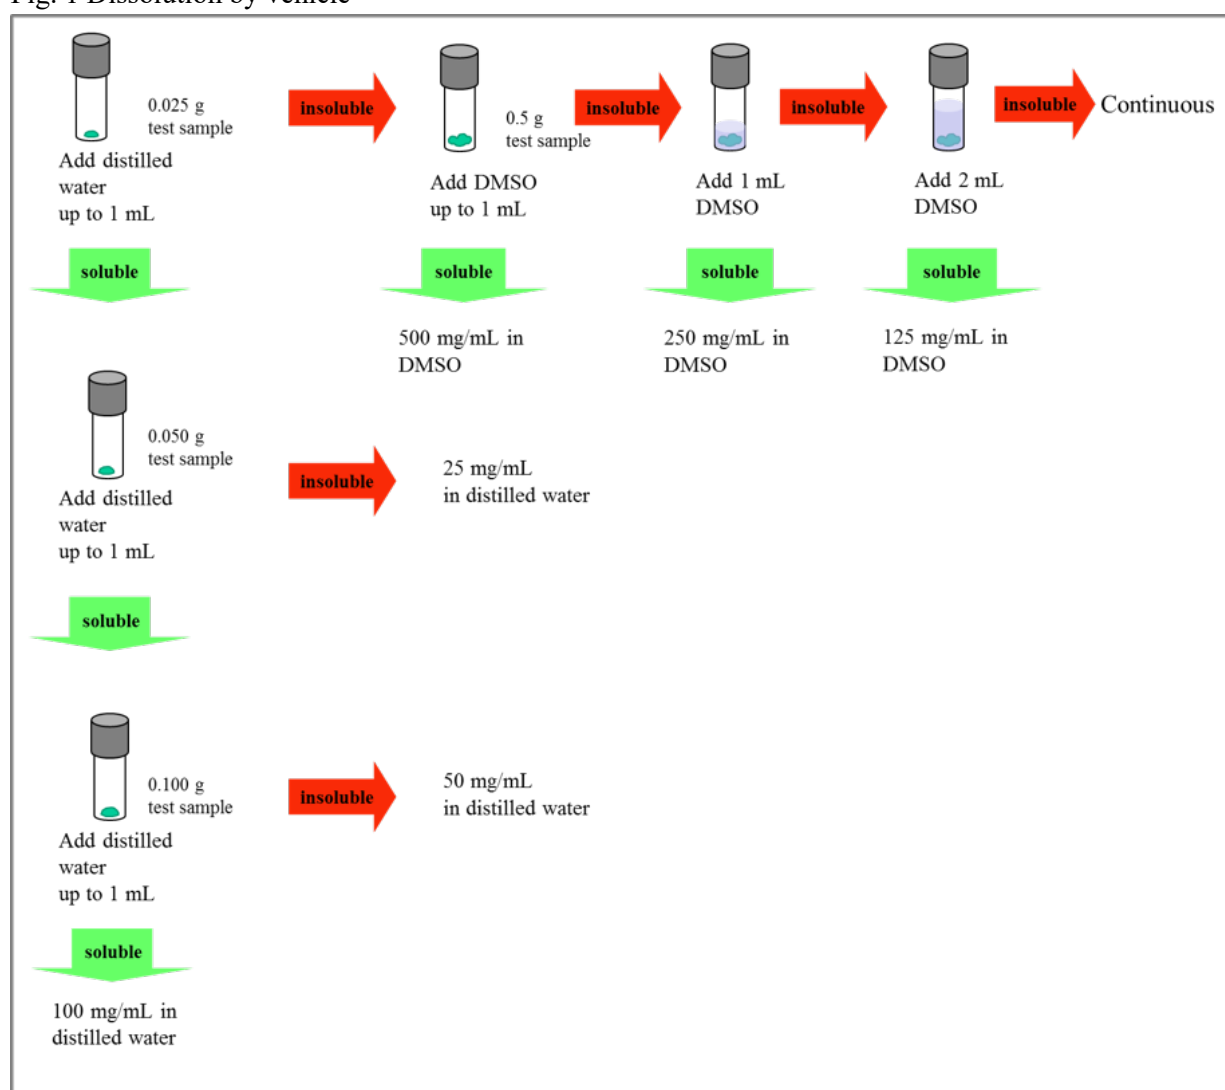 Fig. 1 Dissolution by vehicle
0.025 g
test sample
Add distilled
water
up to 1 mL
insoluble
0.5 g
test sample
Add DMSO
up to 1 mL
insoluble
Add 1 mL
DMSO
insoluble
Add 2 mL
DMSO
insoluble
Continuous
soluble
soluble
soluble
soluble
500 mg/mL in
DMSO
250 mg/mL in
DMSO
125 mg/mL in
DMSO
0.050 g
test sample
Add distilled
water
up to 1 mL
insoluble
25 mg/mL
in distilled water
soluble
0.100 g
test sample
Add distilled
water
up to 1 mL
insoluble
50 mg/mL
in distilled water
soluble
100 mg/mL in
distilled water